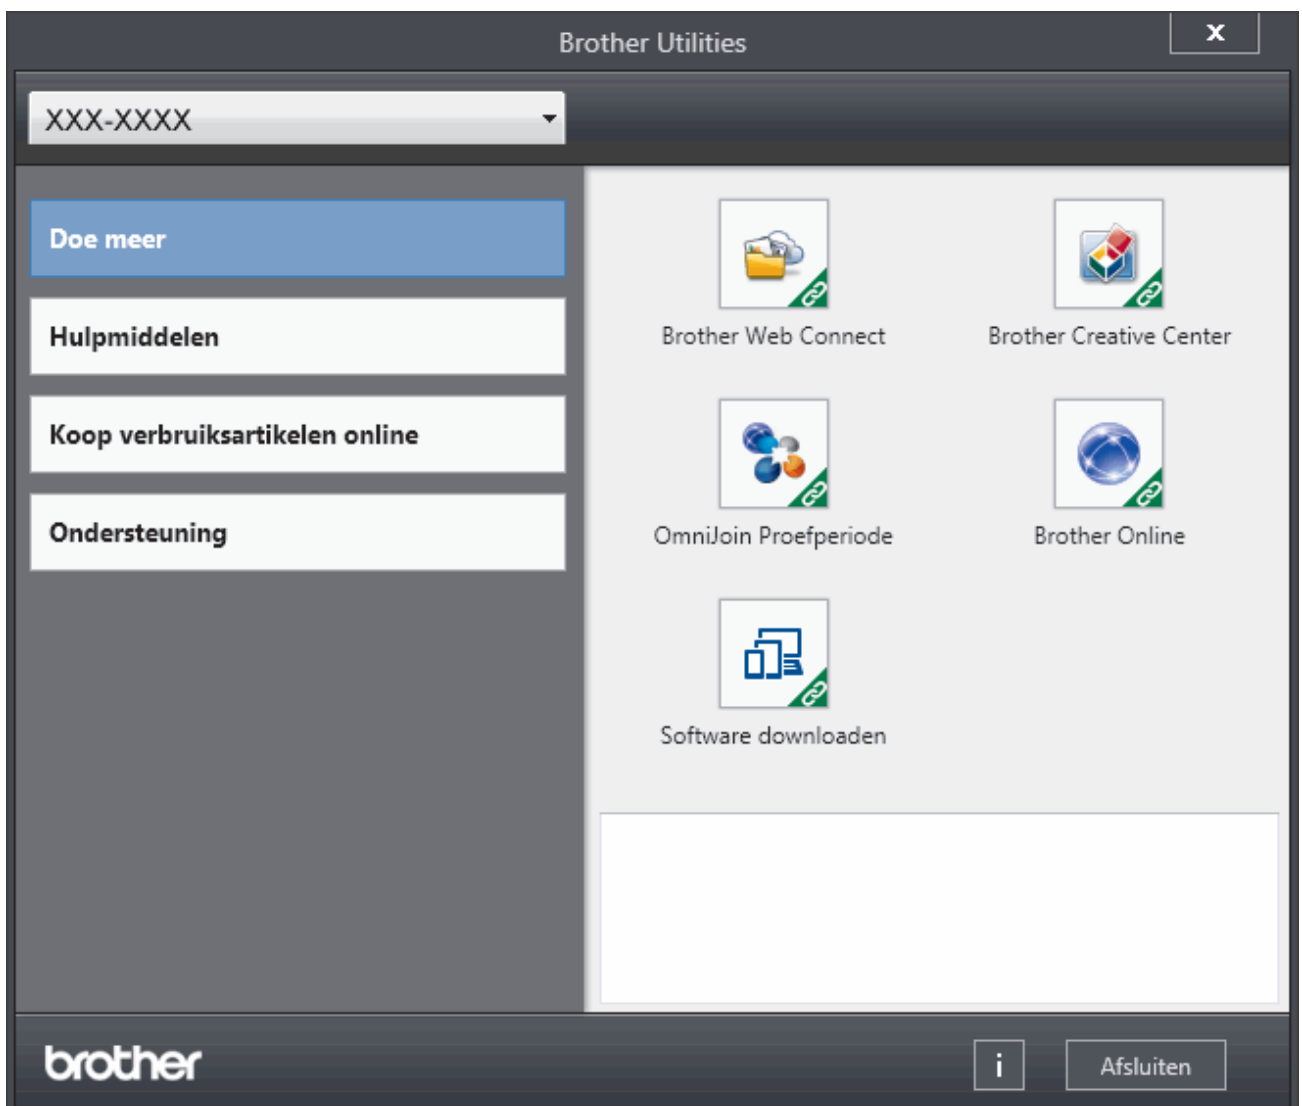 Brother Utilities
x
XXX-XXXX
Doe meer
Hulpmiddelen
Koop verbruiksartikelen online
Ondersteuning
Brother Web Connect
Brother Creative Center
OmniJoin Proefperiode
Brother Online
Software downloaden
brother
i
Afsluiten